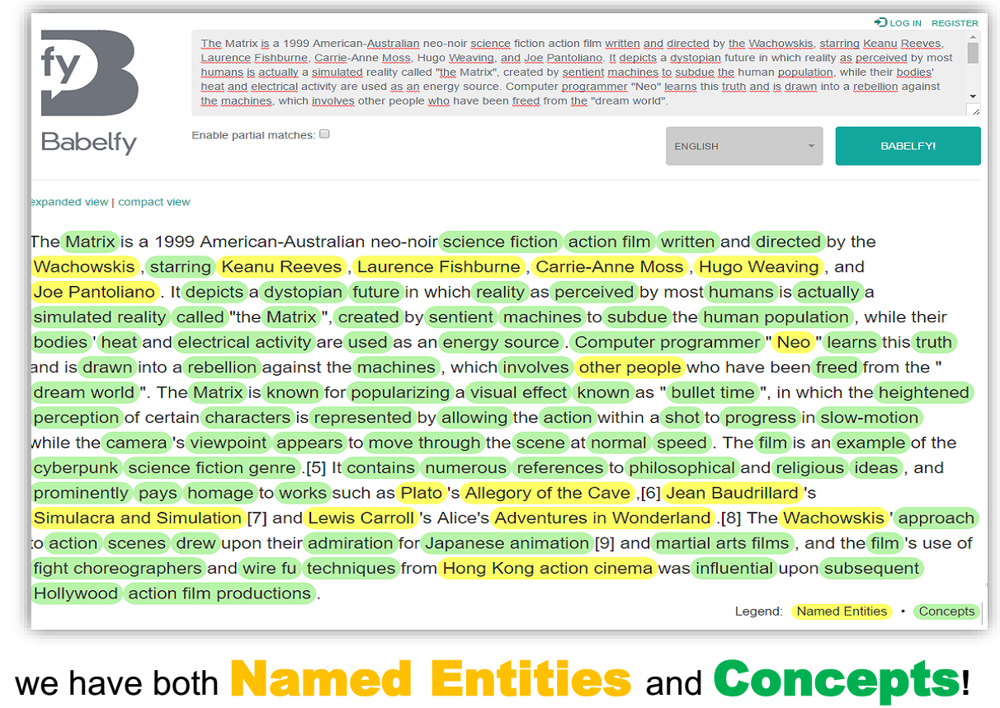 LOG IN REGISTER
fy
Babelfy
The Matrix is a 1999 American-Australian neo-noir science fiction action film written and directed by the Wachowskis, starring Keanu Reeves,
Laurence Fishburne, Carrie-Anne Moss, Hugo Weaving, and Joe Pantoliano. It depicts a dystopian future in which reality as perceived by most
humans is actually a simulated reality called "the Matrix", created by sentient machines to subdue the human population, while their bodies'
heat and electrical activity are used as an energy source. Computer programmer "Neo" learns this truth and is drawn into a rebellion against
the machines, which involves other people who have been freed from the "dream world".
Enable partial matches:
ENGLISH
BABELFY!
expanded view | compact view
The Matrix is a 1999 American-Australian neo-noir science fiction action film written and directed by the
Wachowskis , starring Keanu Reeves , Laurence Fishburne , Carrie-Anne Moss , Hugo Weaving , and
Joe Pantoliano . It depicts a dystopian future in which reality as perceived by most humans is actually a
simulated reality called "the Matrix ", created by sentient machines to subdue the human population , while their
bodies ' heat and electrical activity are used as an energy source . Computer programmer " Neo " learns this truth
and is drawn into a rebellion against the machines , which involves other people who have been freed from the "
dream world ". The Matrix is known for popularizing a visual effect known as " bullet time ", in which the heightened
perception of certain characters is represented by allowing the action within a shot to progress in slow-motion
while the camera 's viewpoint appears to move through the scene at normal speed . The film is an example of the
cyberpunk science fiction genre .[5] It contains numerous references to philosophical and religious ideas , and
prominently pays homage to works such as Plato 's Allegory of the Cave ,[6] Jean Baudrillard 's
Simulacra and Simulation [7] and Lewis Carroll 's Alice's Adventures in Wonderland .[8] The Wachowskis ' approach
to action scenes drew upon their admiration for Japanese animation [9] and martial arts films , and the film 's use of
fight choreographers and wire fu techniques from Hong Kong action cinema was influential upon subsequent
Hollywood action film productions .
Legend: Named Entities • Concepts
we have both Named Entities and Concepts!